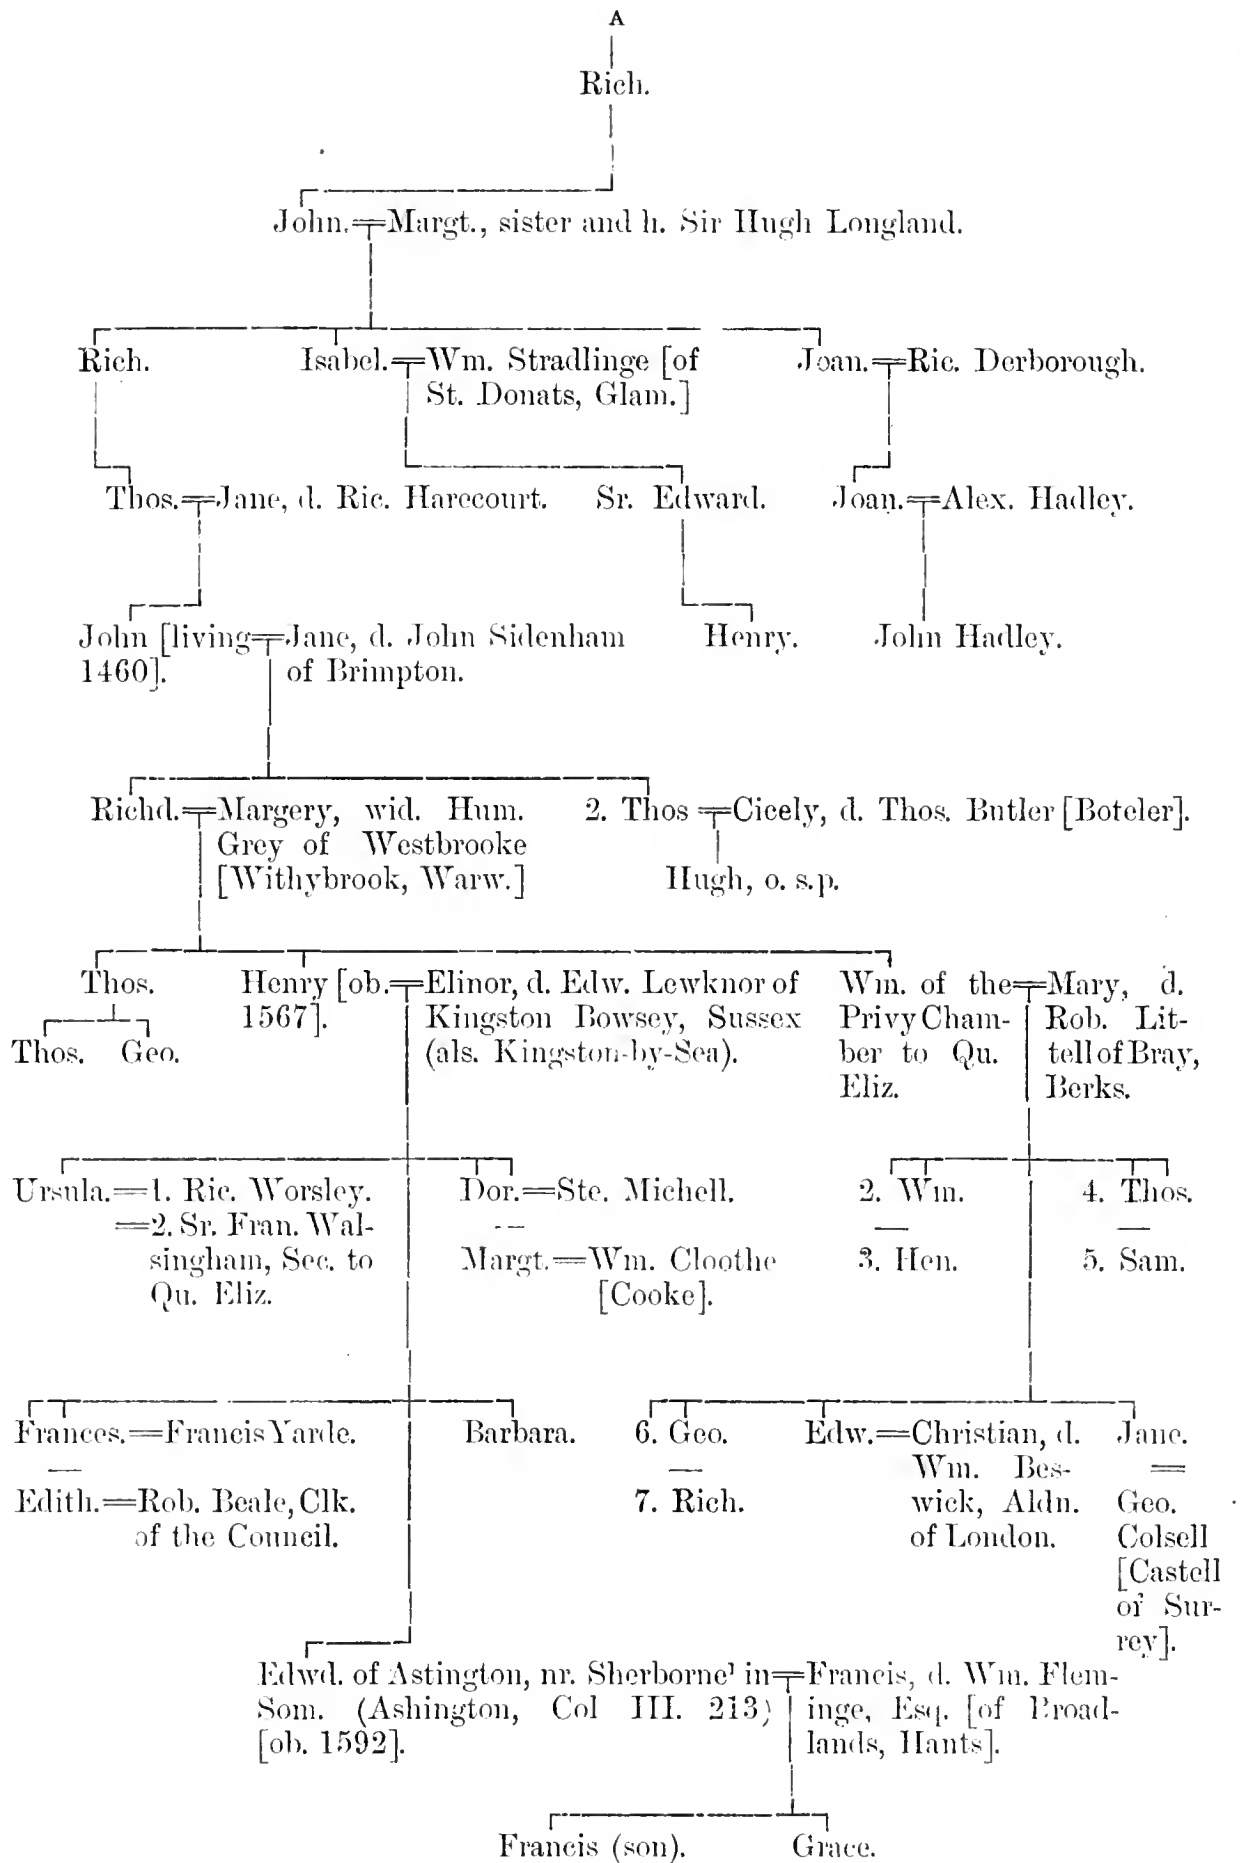 A
Rich.
John. Margt., sister and h. Sir Hugh Longland.
Rich. Isabel. Wm. Stradlinge [of
St. Donats, Glam.]
Joan. Ric. Derborough.
Thos. Jane, d. Ric. Harecourt. Sr. Edward. Joan. Alex. Hadley.
John [living
1460].
Jane, d. John Sidenham
of Brimpton.
Henry. John Hadley.
Richd. Margery, wid. Hum.
Grey of Westbrooke
[Withybrook, Warw.]
2. Thos Cicely, d. Thos. Butler [Boteler].
Hugh, o. s.p.
Thos.
Thos. Geo.
Henry [ob.
1567].
Elinor, d. Edw. Lewknor of
Kingston Bowsey, Sussex
(als. Kingston-by-Sea).
Wm. of the
Privy Cham-
ber to Qu.
Eliz.
Mary, d.
Rob. Lit-
tell of Bray,
Berks.
Ursula.=1. Ric. Worsley.
=2. Sr. Fran. Wal-
singham, Sec. to
Qu. Eliz.
Dor.=Ste. Michell.
Margt.=Wm. Cloothe
[Cooke].
2. Wm.
3. Hen.
4. Thos.
5. Sam.
Frances.=Francis Yarde.
Edith.=Rob. Beale, Clk.
of the Council.
Barbara.
6. Geo.
7. Rich.
Edw.=Christian, d.
Wm. Bes-
wick, Aldn.
of London.
Jane.
=
Geo.
Colsell
[Castell
of Sur-
rey].
Edwd. of Astington, nr. Sherborne¹ in
Som. (Ashington, Col III. 213)
[ob. 1592].
Francis, d. Wm. Flem-
inge, Esq. [of Broad-
lands, Hants].
Francis (son). Grace.